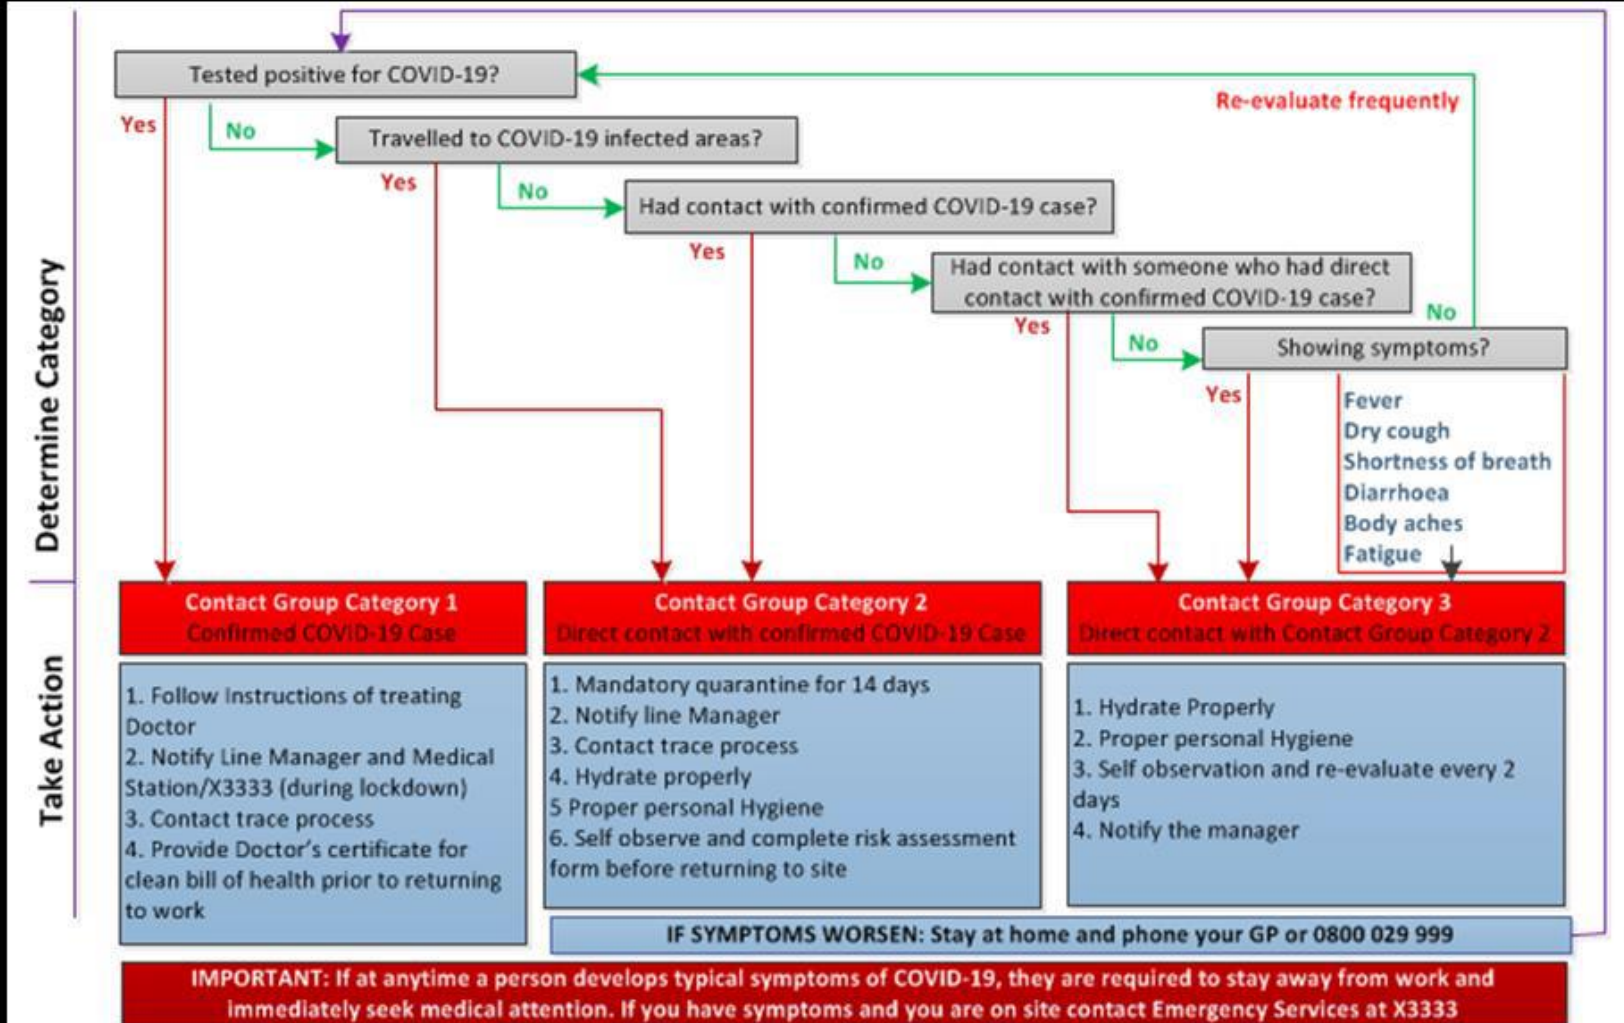 Tested positive for COVID-19?
Re-evaluate frequently
Yes
No
Travelled to COVID-19 infected areas?
Yes
No
Had contact with confirmed COVID-19 case?
Yes
No
Had contact with someone who had direct
contact with confirmed COVID-19 case?
No
Yes
No
Showing symptoms?
Yes
Fever
Dry cough
Shortness of breath
Diarrhoea
Body aches
Fatigue
Determine Category
Contact Group Category 1
Confirmed COVID-19 Case
Contact Group Category 2
Direct contact with confirmed COVID-19 Case
Contact Group Category 3
Direct contact with Contact Group Category 2
Take Action
1. Follow Instructions of treating
Doctor
2. Notify Line Manager and Medical
Station/X3333 (during lockdown)
3. Contact trace process
4. Provide Doctor's certificate for
clean bill of health prior to returning
to work
1. Mandatory quarantine for 14 days
2. Notify line Manager
3. Contact trace process
4. Hydrate properly
5 Proper personal Hygiene
6. Self observe and complete risk assessment
form before returning to site
1. Hydrate Properly
2. Proper personal Hygiene
3. Self observation and re-evaluate every 2
days
4. Notify the manager
IF SYMPTOMS WORSEN: Stay at home and phone your GP or 0800 029 999
IMPORTANT: If at anytime a person develops typical symptoms of COVID-19, they are required to stay away from work and
immediately seek medical attention. If you have symptoms and you are on site contact Emergency Services at X3333